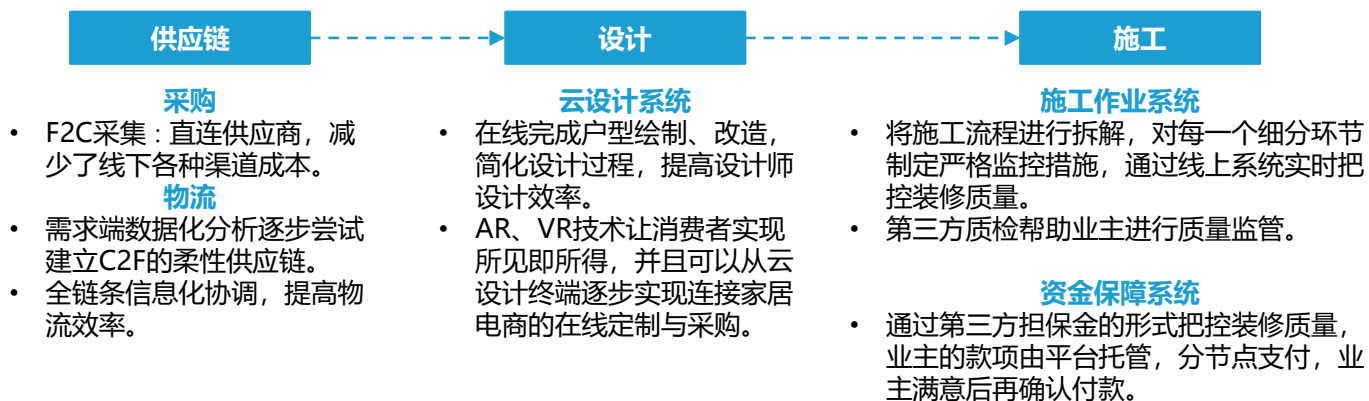 供应链
设计
施工
采购
• F2C采集：直连供应商，减
少了线下各种渠道成本。
物流
• 需求端数据化分析逐步尝试
建立C2F的柔性供应链。
• 全链条信息化协调，提高物
流效率。
云设计系统
• 在线完成户型绘制、改造，
简化设计过程，提高设计师
设计效率。
• AR、VR技术让消费者实现
所见即所得，并且可以从云
设计终端逐步实现连接家居
电商的在线定制与采购。
施工作业系统
• 将施工流程进行拆解，对每一个细分环节
制定严格监控措施，通过线上系统实时把
控装修质量。
• 第三方质检帮助业主进行质量监管。
资金保障系统
• 通过第三方担保金的形式把控装修质量，
业主的款项由平台托管，分节点支付，业
主满意后再确认付款。